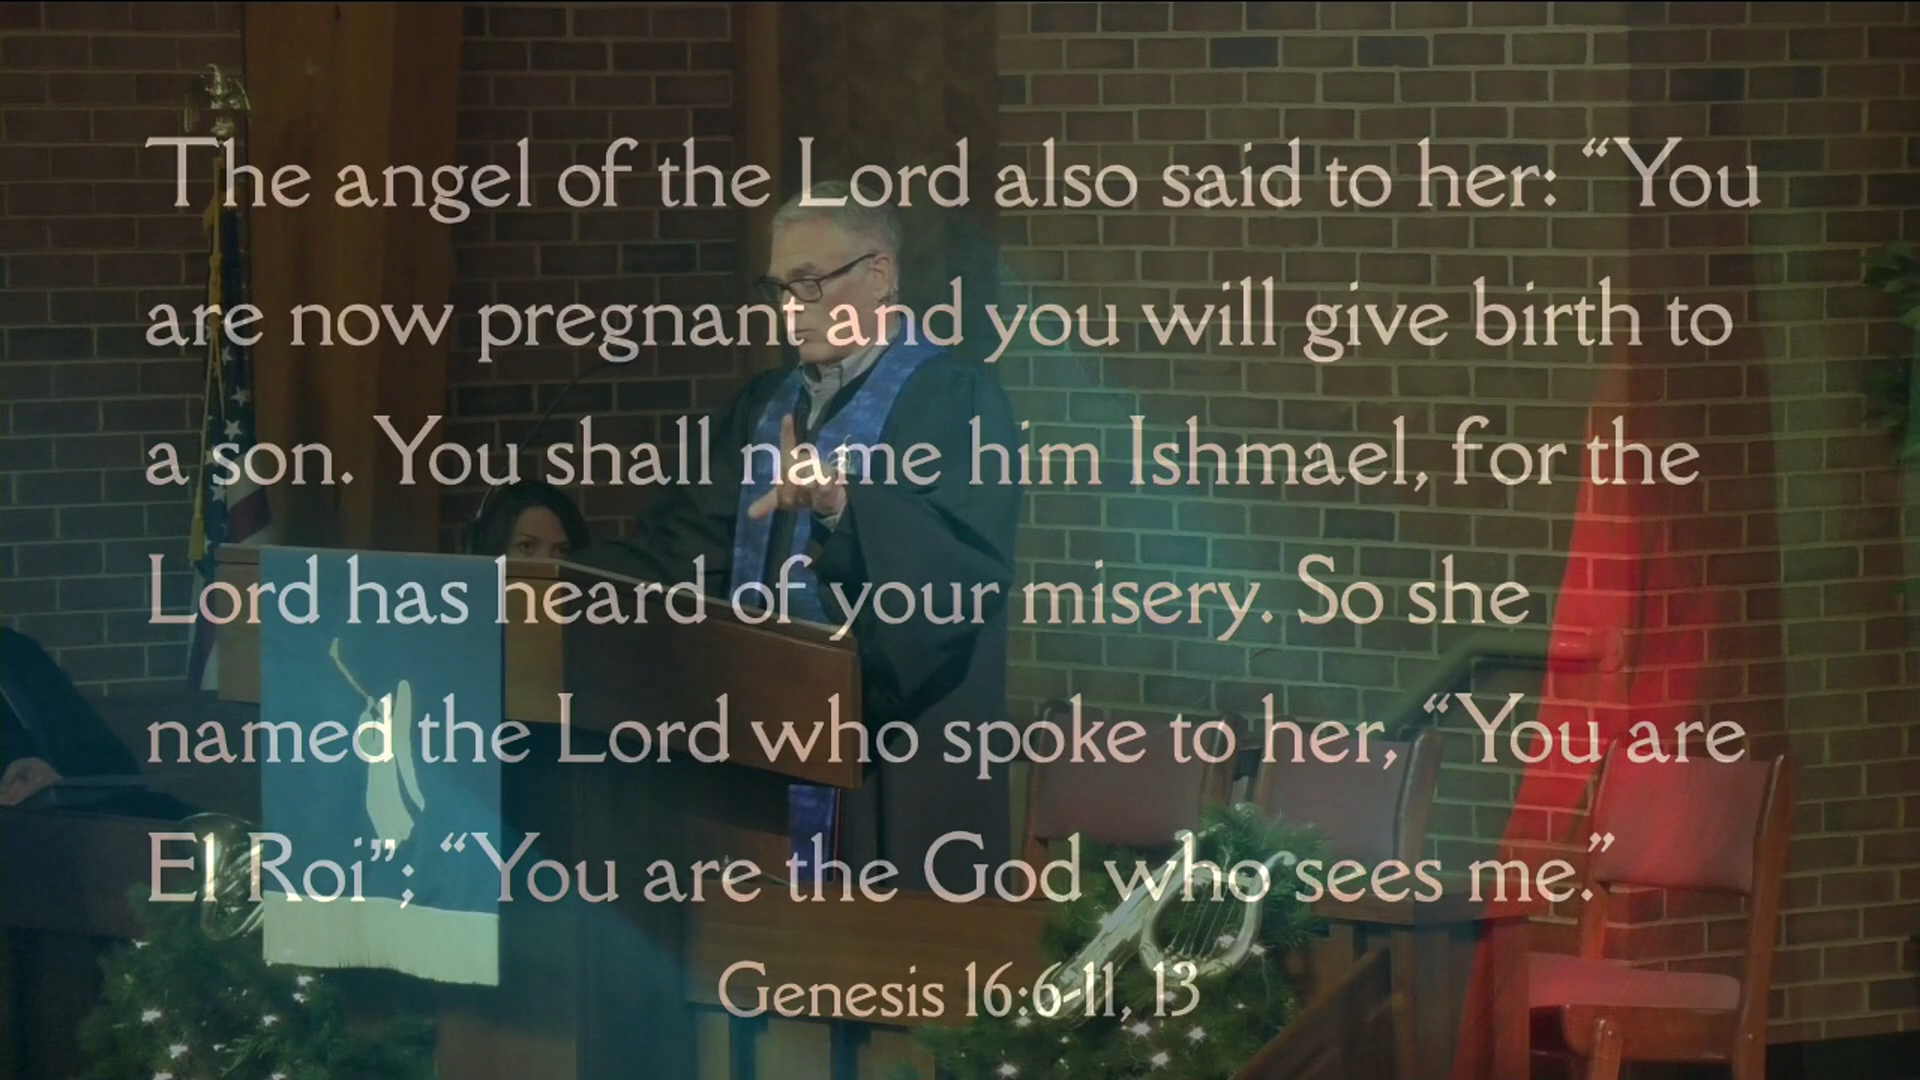 The angel of the Lord also said to her: “You
are now pregnant and you will give birth to
a son. You shall name him Ishmael, for the
Lord has heard of your misery. So she
named the Lord who spoke to her, “You are
El Roi”; “You are the God who sees me.”
Genesis 16:6-11, 13